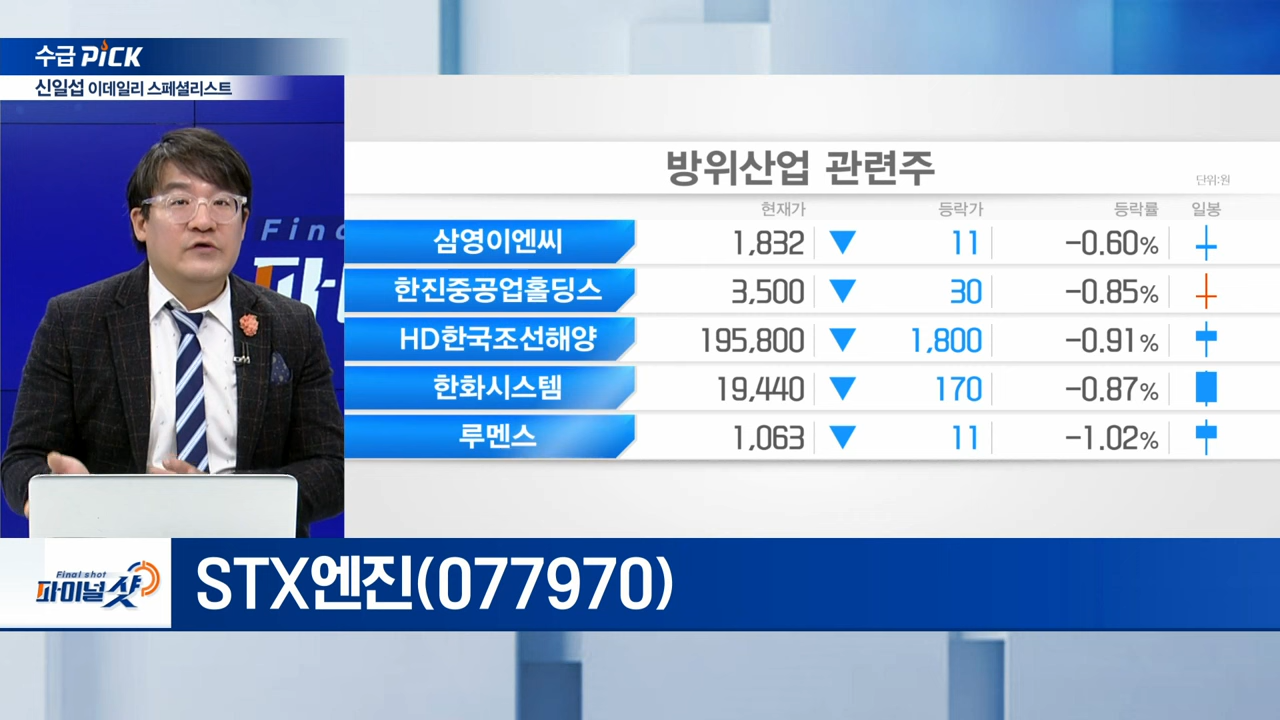 수급 PiCK
신일섭 이데일리 스페셜리스트
Fina
파이
방위산업 관련주
단위:원
현재가 등락가 등락률 일봉
삼영이엔씨 1,832 ▼ 11 -0.60%
한진중공업홀딩스 3,500 ▼ 30 -0.85%
HD한국조선해양 195,800 ▼ 1,800 -0.91%
한화시스템 19,440 ▼ 170 -0.87%
루멘스 1,063 ▼ 11 -1.02%
Final shot
파이널샷
STX엔진(077970)